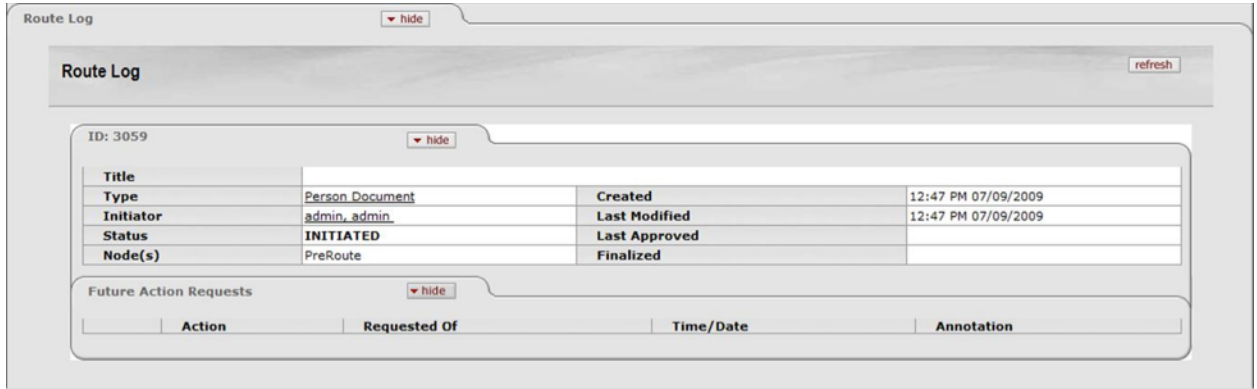 Route Log hide
Route Log refresh
ID: 3059 hide
Title
Type Person Document Created 12:47 PM 07/09/2009
Initiator admin, admin Last Modified 12:47 PM 07/09/2009
Status INITIATED Last Approved
Node(s) PreRoute Finalized
Future Action Requests hide
Action Requested Of Time/Date Annotation